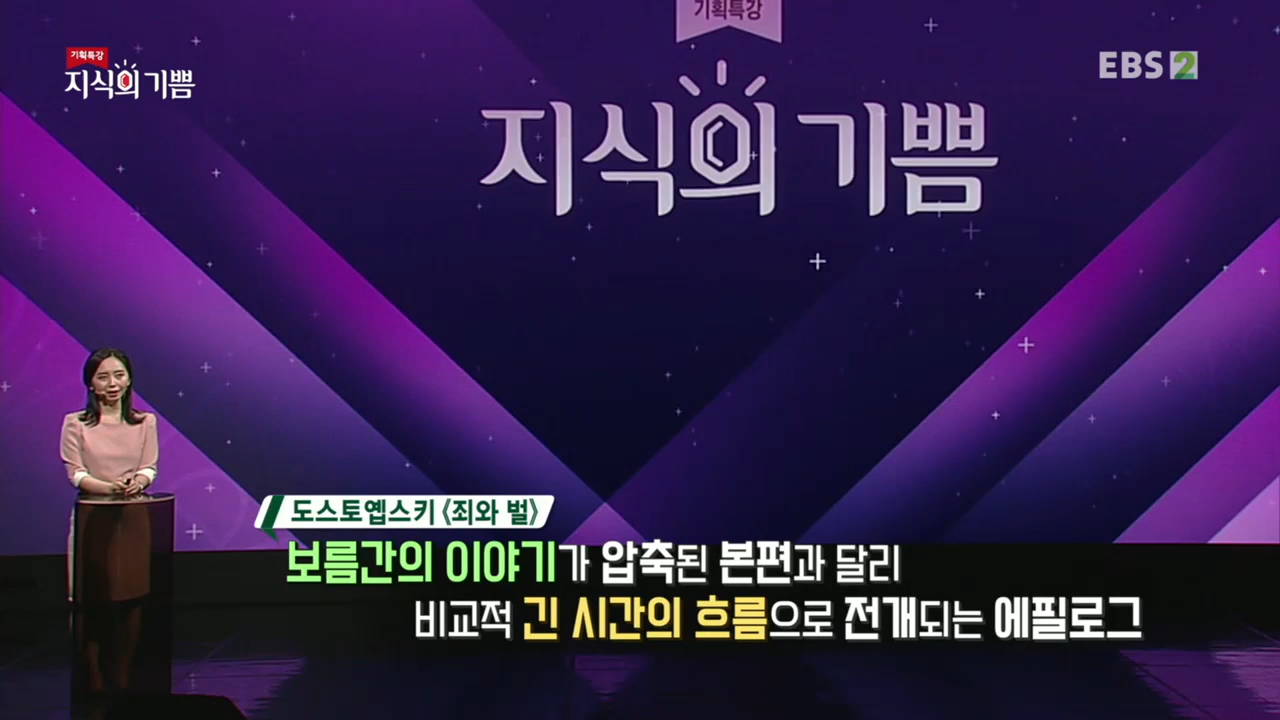 기획특강
지식의 기쁨
EBS2
기획특강
지식의 기쁨
도스토옙스키 《죄와 벌》
보름간의 이야기가 압축된 본편과 달리
비교적 긴 시간의 흐름으로 전개되는 에필로그